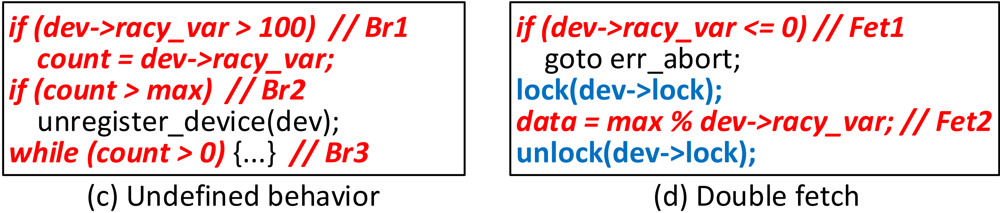 if (dev->racy_var > 100) // Br1
count = dev->racy_var;
if (count > max) // Br2
unregister_device(dev);
while (count > 0) {...} // Br3
(c) Undefined behavior
if (dev->racy_var <= 0) // Fet1
goto err_abort;
lock(dev->lock);
data = max % dev->racy_var; // Fet2
unlock(dev->lock);
(d) Double fetch